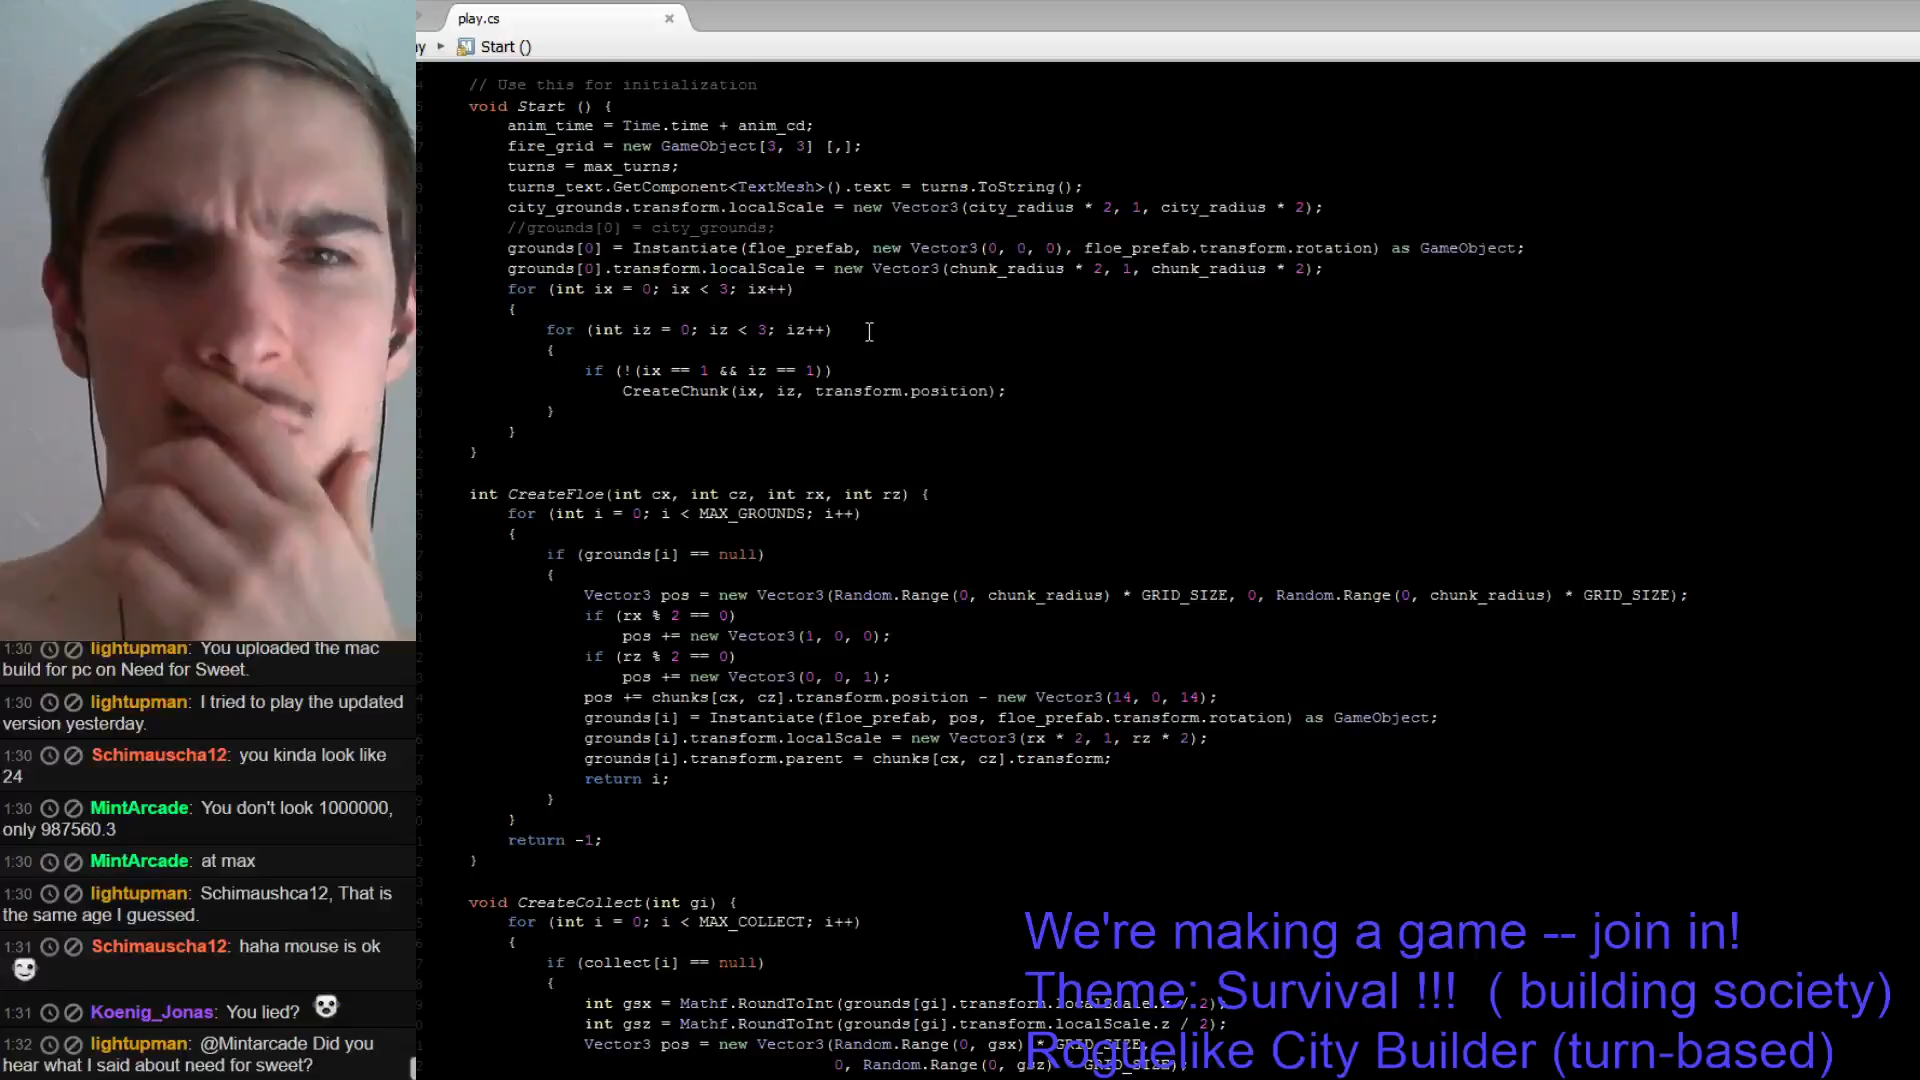 play.cs
Start ()
// Use this for initialization
void Start () {
anim_time = Time.time + anim_cd;
fire_grid = new GameObject[3, 3] [,];
turns = max_turns;
turns_text.GetComponent<TextMesh>().text = turns.ToString();
city_grounds.transform.localScale = new Vector3(city_radius * 2, 1, city_radius * 2);
//grounds[0] = city_grounds;
grounds[0] = Instantiate(floe_prefab, new Vector3(0, 0, 0), floe_prefab.transform.rotation) as GameObject;
grounds[0].transform.localScale = new Vector3(chunk_radius * 2, 1, chunk_radius * 2);
for (int ix = 0; ix < 3; ix++)
{
for (int iz = 0; iz < 3; iz++)
{
if (!(ix == 1 && iz == 1))
CreateChunk(ix, iz, transform.position);
}
}
}
int CreateFloe(int cx, int cz, int rx, int rz) {
for (int i = 0; i < MAX_GROUNDS; i++)
{
if (grounds[i] == null)
{
Vector3 pos = new Vector3(Random.Range(0, chunk_radius) * GRID_SIZE, 0, Random.Range(0, chunk_radius) * GRID_SIZE);
if (rx % 2 == 0)
pos += new Vector3(1, 0, 0);
if (rz % 2 == 0)
pos += new Vector3(0, 0, 1);
pos += chunks[cx, cz].transform.position - new Vector3(14, 0, 14);
grounds[i] = Instantiate(floe_prefab, pos, floe_prefab.transform.rotation) as GameObject;
grounds[i].transform.localScale = new Vector3(rx * 2, 1, rz * 2);
grounds[i].transform.parent = chunks[cx, cz].transform;
return i;
}
}
return -1;
}
void CreateCollect(int gi) {
for (int i = 0; i < MAX_COLLECT; i++)
{
if (collect[i] == null)
{
int gsx = Mathf.RoundToInt(grounds[gi].transform.localScale.x / 2);
int gsz = Mathf.RoundToInt(grounds[gi].transform.localScale.z / 2);
Vector3 pos = new Vector3(Random.Range(0, gsx) * GRID_SIZE,
0, Random.Range(0, gsz) * GRID_SIZE);
1:30 lightupman: You uploaded the mac
build for pc on Need for Sweet.
1:30 lightupman: I tried to play the updated
version yesterday.
1:30 Schimauscha12: you kinda look like
24
1:30 MintArcade: You don't look 1000000,
only 987560.3
1:30 MintArcade: at max
1:30 lightupman: Schimaushca12, That is
the same age I guessed.
1:31 Schimauscha12: haha mouse is ok
1:31 Koenig_Jonas: You lied?
1:32 lightupman: @Mintarcade Did you
hear what I said about need for sweet?
We're making a game -- join in!
Theme: Survival !!! ( building society)
Roguelike City Builder (turn-based)